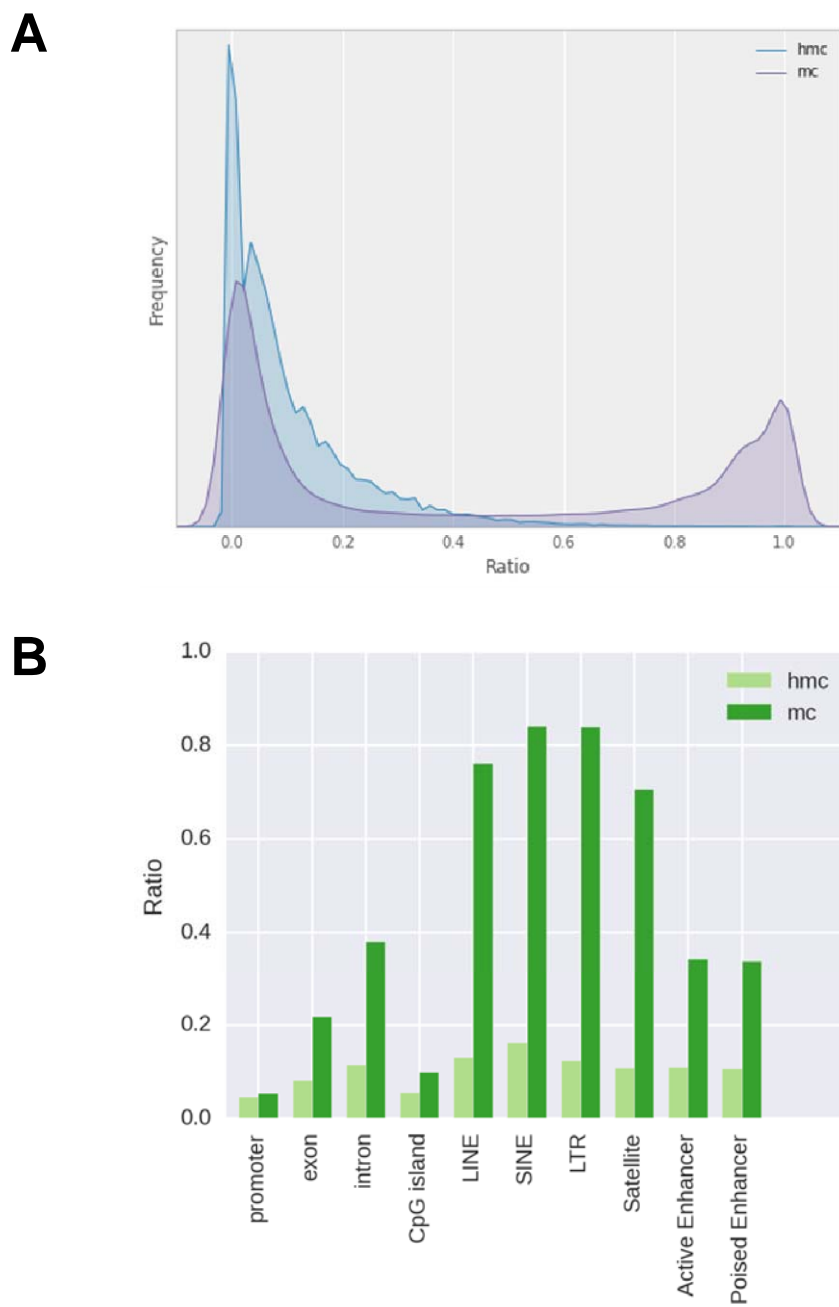 A
hmc
mc
Frequency
0.0 0.2 0.4 0.6 0.8 1.0
Ratio
B
1.0
0.8
0.6
0.4
0.2
0.0
Ratio
hmc
mc
promoter
exon
intron
CpG island
LINE
SINE
LTR
Satellite
Active Enhancer
Poised Enhancer